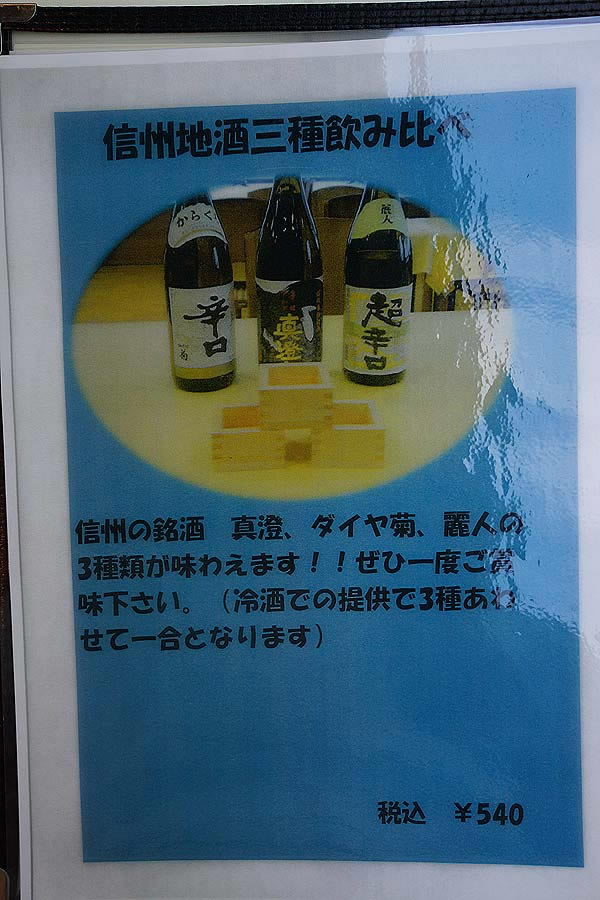 信州地酒三種飲み比べ
からく
辛口
真澄
麗人
超辛口
信州の銘酒　真澄、ダイヤ菊、麗人の
3種類が味わえます！！ぜひ一度ご賞
味下さい。（冷酒での提供で3種あわ
せて一合となります）
税込　￥540